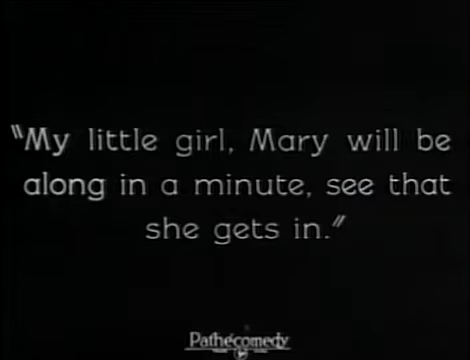 "My little girl, Mary will be
along in a minute, see that
she gets in."
Pathécomedy